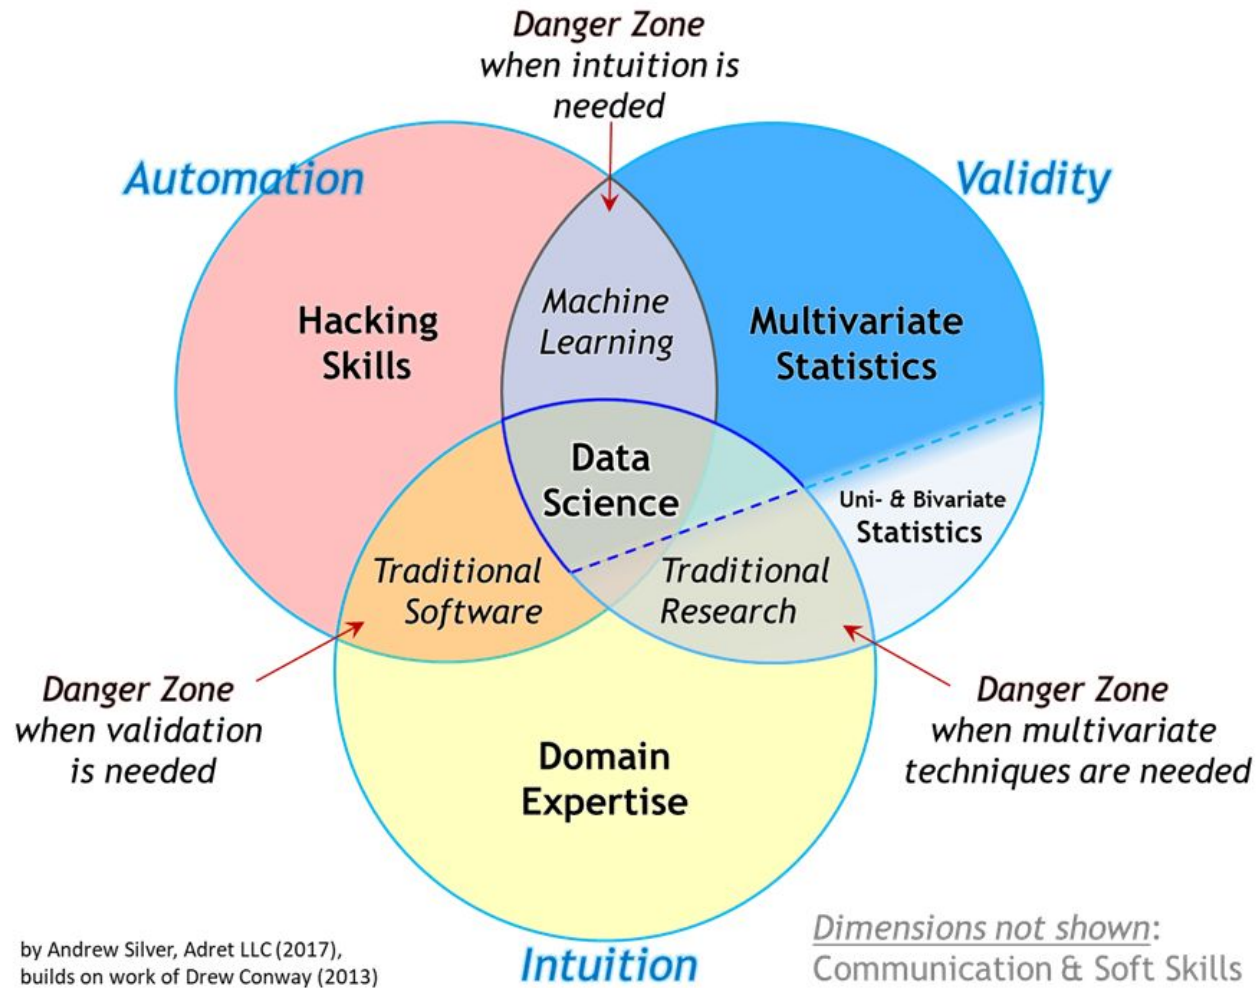 Danger Zone
when intuition is
needed
Automation
Validity
Hacking
Skills
Machine
Learning
Multivariate
Statistics
Data
Science
Uni- & Bivariate
Statistics
Traditional
Software
Traditional
Research
Danger Zone
when validation
is needed
Danger Zone
when multivariate
techniques are needed
Domain
Expertise
by Andrew Silver, Adret LLC (2017),
builds on work of Drew Conway (2013)
Intuition
Dimensions not shown:
Communication & Soft Skills